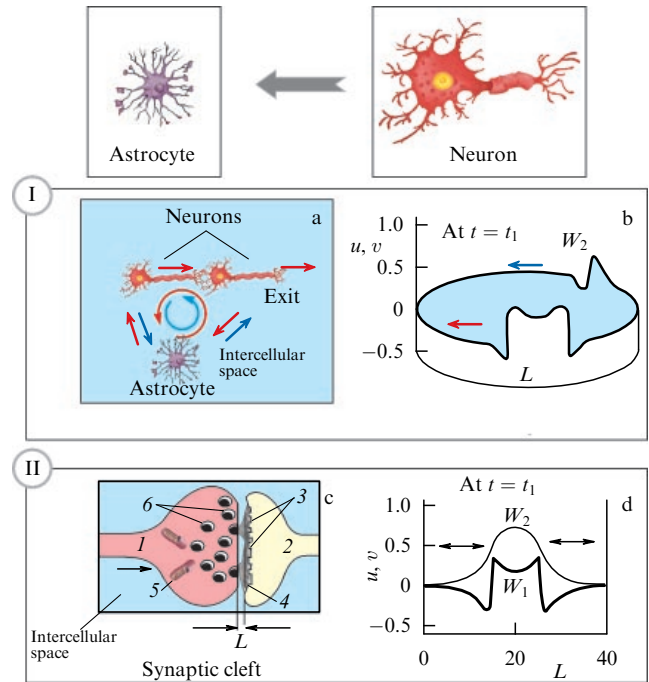 Astrocyte
Neuron
I
Neurons
a
Exit
Intercellular
space
Astrocyte
b
At t = t₁
u, v
W₂
1.0
0.5
0
−0.5
L
II
c
6
3
1
2
5
4
Intercellular
space
L
Synaptic cleft
At t = t₁
d
u, v
1.0
0.5
0
−0.5
W₂
W₁
0
20
40
L